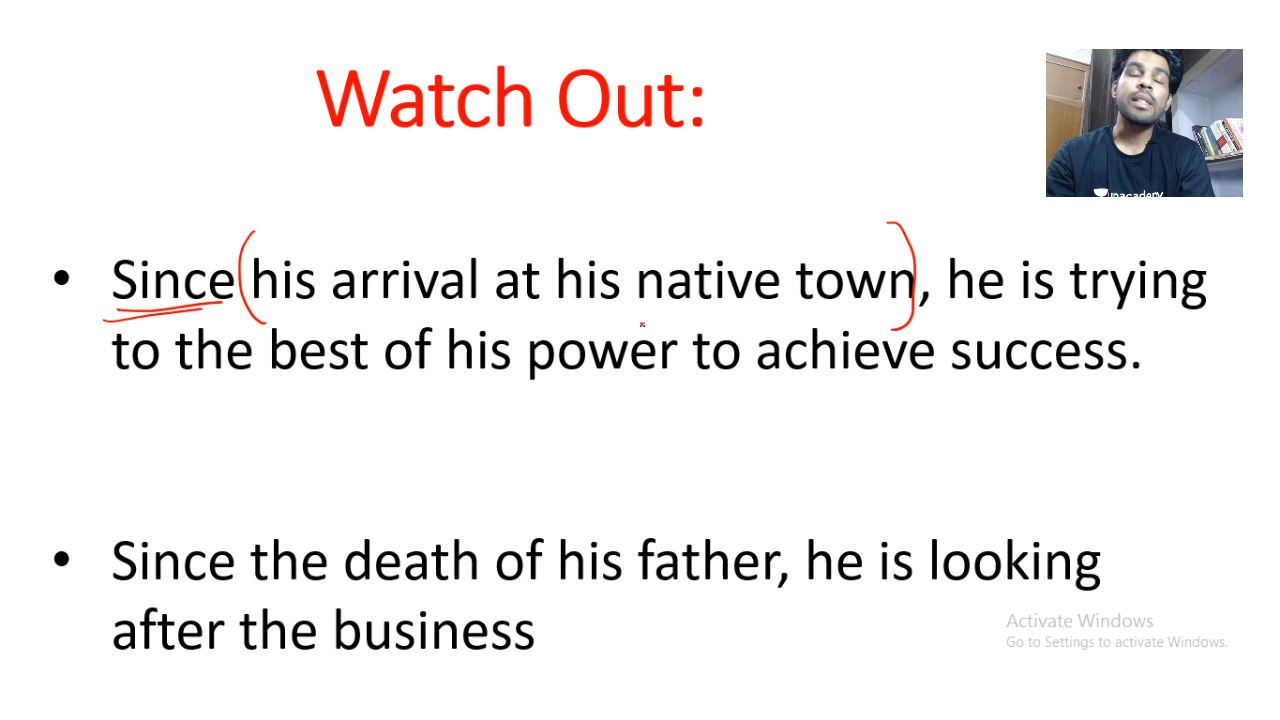 Watch Out:
unacademy
• Since his arrival at his native town, he is trying
to the best of his power to achieve success.
• Since the death of his father, he is looking
after the business
Activate Windows
Go to Settings to activate Windows.